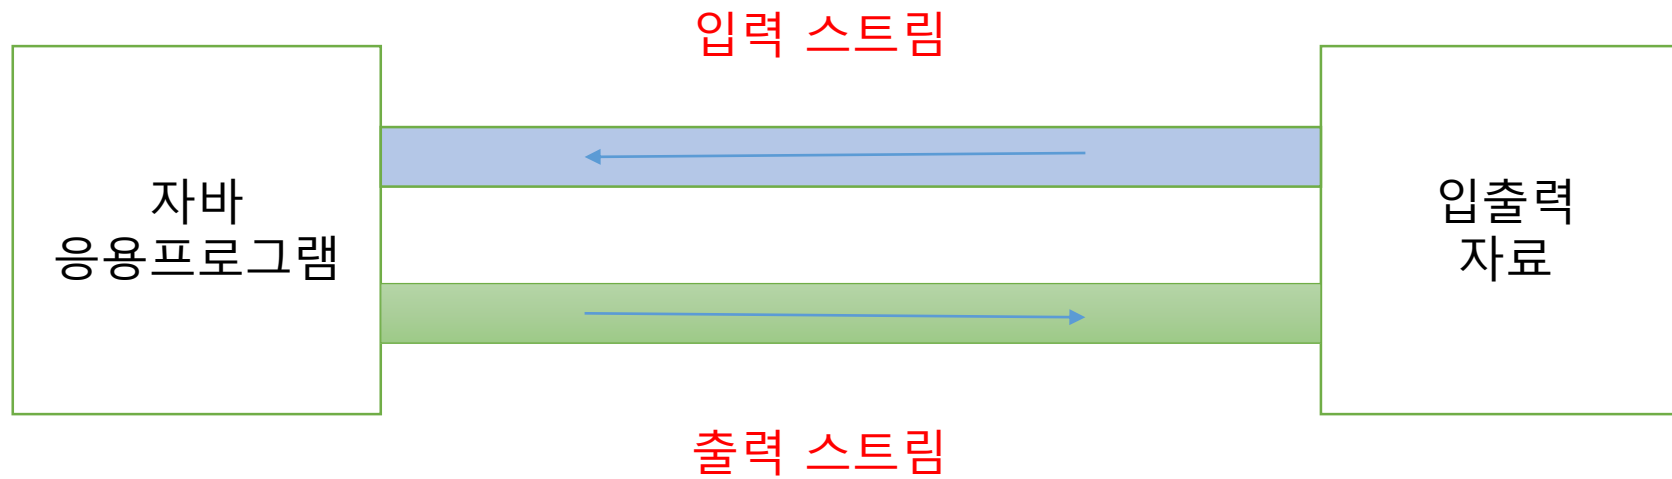 입력 스트림
자바
응용프로그램
입출력
자료
출력 스트림